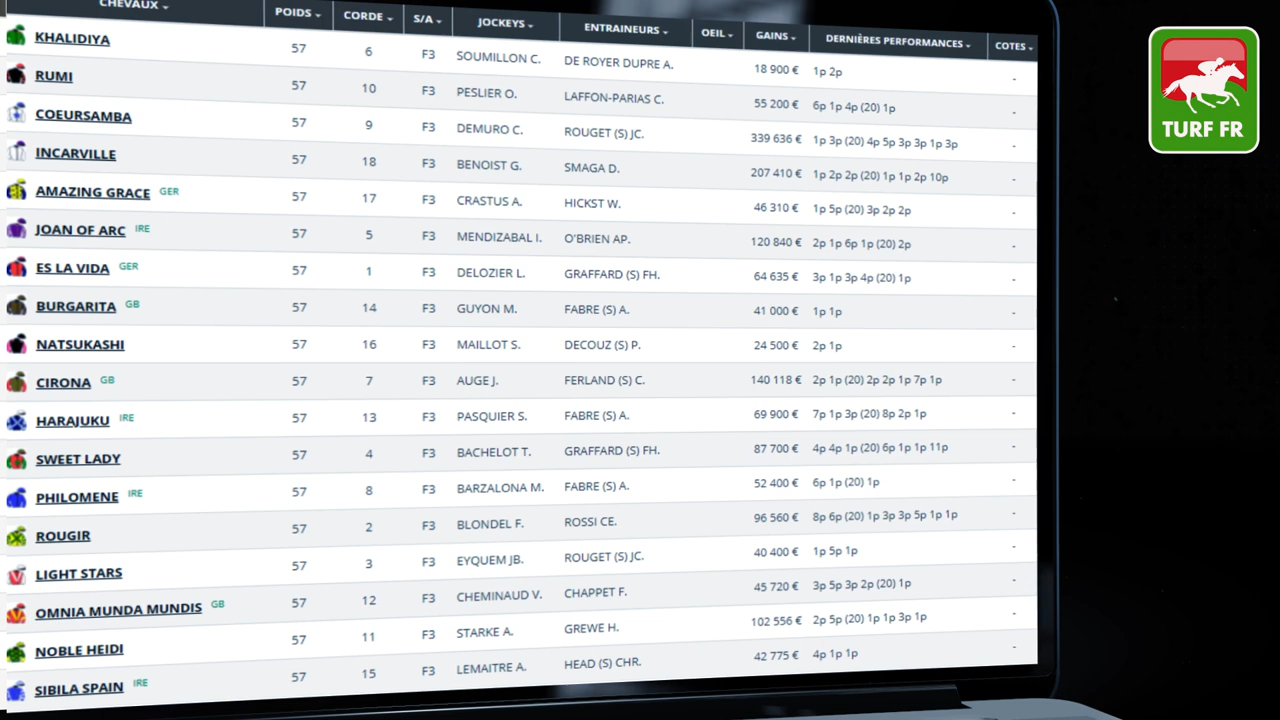 CHEVAUX POIDS CORDE S/A JOCKEYS ENTRAINEURS OEIL GAINS DERNIÈRES PERFORMANCES COTES
KHALIDIYA 57 6 F3 SOUMILLON C. DE ROYER DUPRE A. 18 900 € 1p 2p -
RUMI 57 10 F3 PESLIER O. LAFFON-PARIAS C. 55 200 € 6p 1p 4p (20) 1p -
COEURSAMBA 57 9 F3 DEMURO C. ROUGET (S) JC. 339 636 € 1p 3p (20) 4p 5p 3p 3p 1p 3p -
INCARVILLE 57 18 F3 BENOIST G. SMAGA D. 207 410 € 1p 2p 2p (20) 1p 1p 2p 10p -
AMAZING GRACE GER 57 17 F3 CRASTUS A. HICKST W. 46 310 € 1p 5p (20) 3p 2p 2p -
JOAN OF ARC IRE 57 5 F3 MENDIZABAL I. O'BRIEN AP. 120 840 € 2p 1p 6p 1p (20) 2p -
ES LA VIDA GER 57 1 F3 DELOZIER L. GRAFFARD (S) FH. 64 635 € 3p 1p 3p 4p (20) 1p -
BURGARITA GB 57 14 F3 GUYON M. FABRE (S) A. 41 000 € 1p 1p -
NATSUKASHI 57 16 F3 MAILLOT S. DECOUZ (S) P. 24 500 € 2p 1p -
CIRONA GB 57 7 F3 AUGE J. FERLAND (S) C. 140 118 € 2p 1p (20) 2p 2p 1p 7p 1p -
HARAJUKU IRE 57 13 F3 PASQUIER S. FABRE (S) A. 69 900 € 7p 1p 3p (20) 8p 2p 1p -
SWEET LADY 57 4 F3 BACHELOT T. GRAFFARD (S) FH. 87 700 € 4p 4p 1p (20) 6p 1p 1p 11p -
PHILOMENE IRE 57 8 F3 BARZALONA M. FABRE (S) A. 52 400 € 6p 1p (20) 1p -
ROUGIR 57 2 F3 BLONDEL F. ROSSI CE. 96 560 € 8p 6p (20) 1p 3p 3p 5p 1p 1p -
LIGHT STARS 57 3 F3 EYQUEM JB. ROUGET (S) JC. 40 400 € 1p 5p 1p -
OMNIA MUNDA MUNDIS GB 57 12 F3 CHEMINAUD V. CHAPPET F. 45 720 € 3p 5p 3p 2p (20) 1p -
NOBLE HEIDI 57 11 F3 STARKE A. GREWE H. 102 556 € 2p 5p (20) 1p 1p 3p 1p -
SIBILA SPAIN IRE 57 15 F3 LEMAITRE A. HEAD (S) CHR. 42 775 € 4p 1p 1p -
TURF FR